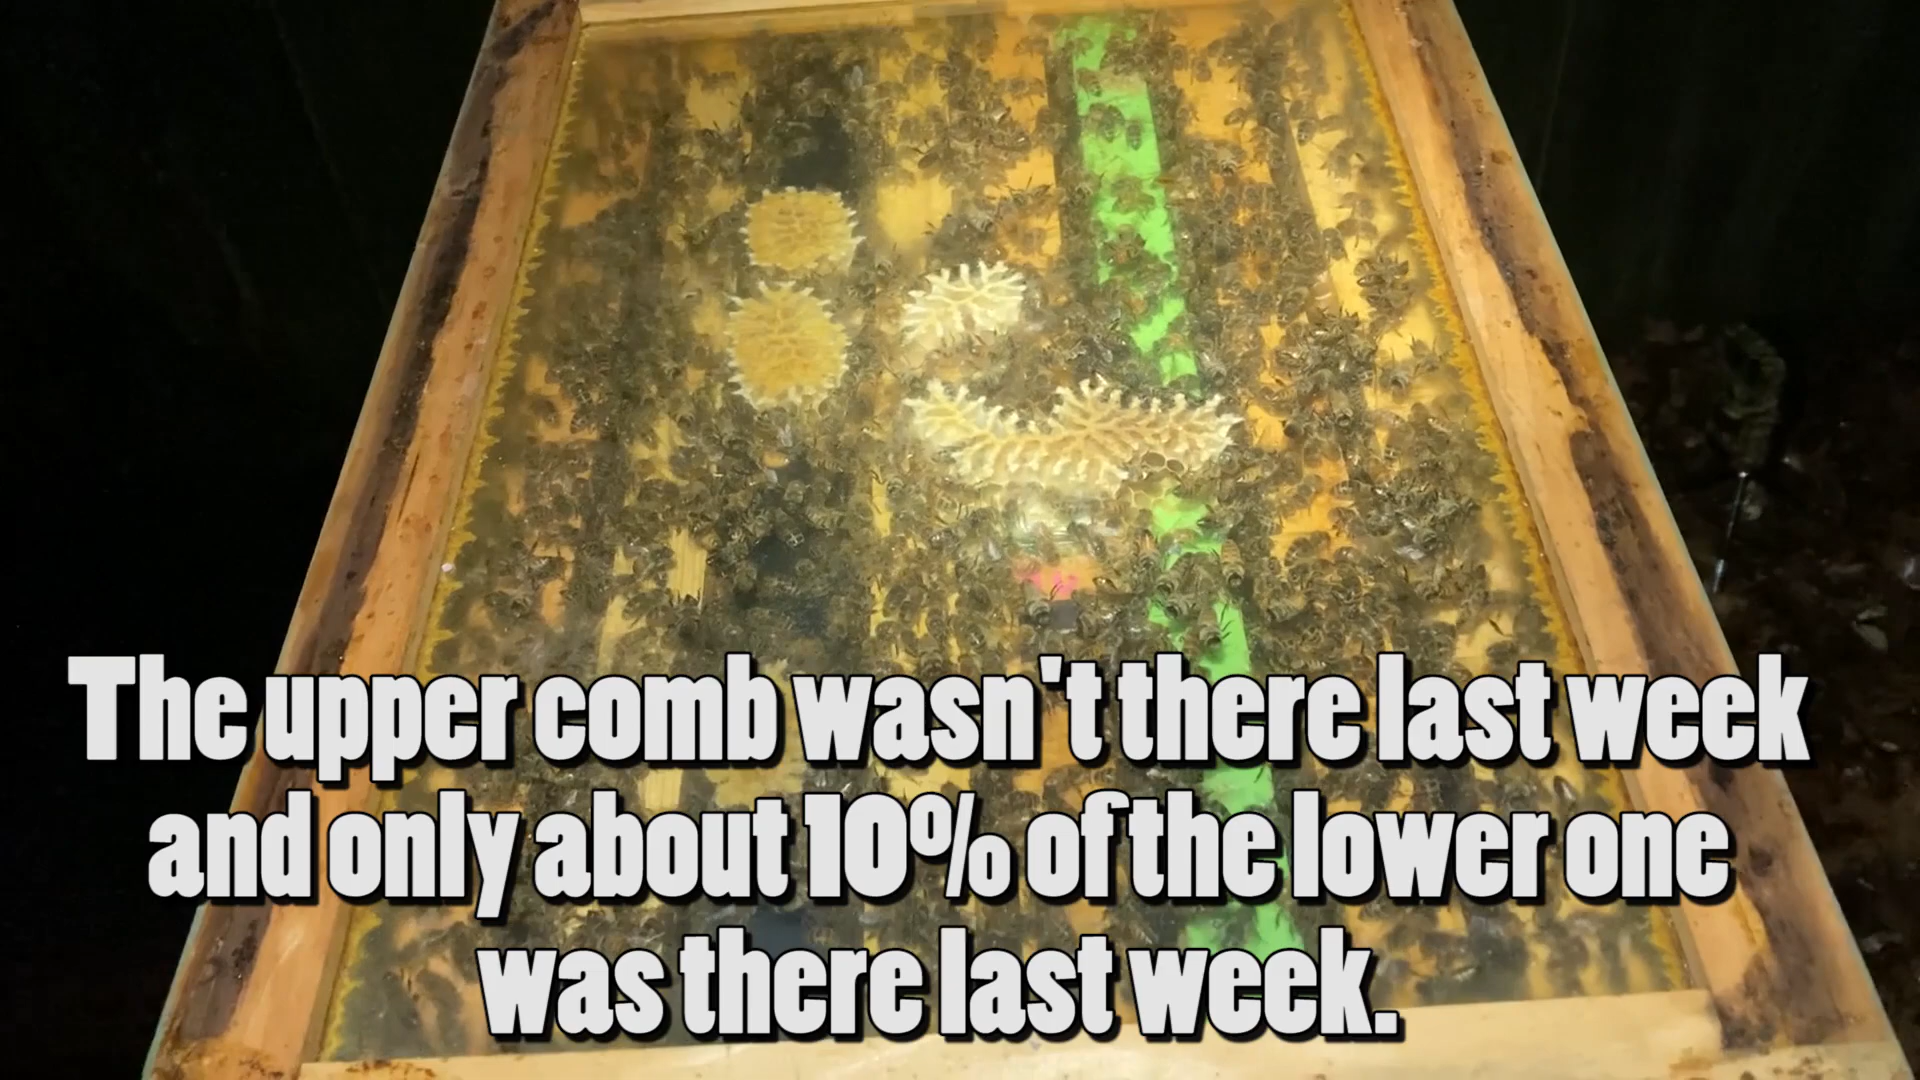 The upper comb wasn't there last week
and only about 10% of the lower one
was there last week.